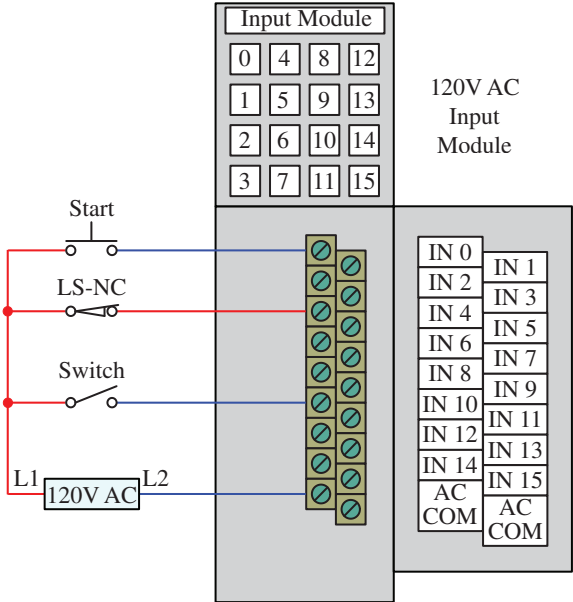 Input Module
0 4 8 12
1 5 9 13
2 6 10 14
3 7 11 15
120V AC
Input
Module
Start
LS-NC
Switch
L1
120V AC
L2
IN 0
IN 1
IN 2
IN 3
IN 4
IN 5
IN 6
IN 7
IN 8
IN 9
IN 10
IN 11
IN 12
IN 13
IN 14
IN 15
AC
COM
AC
COM